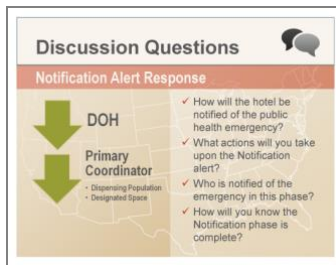 Discussion Questions
Notification Alert Response
DOH
Primary
Coordinator
• Dispensing Population
• Designated Space
✓ How will the hotel be
notified of the public
health emergency?
✓ What actions will you take
upon the Notification
alert?
✓ Who is notified of the
emergency in this phase?
✓ How will you know the
Notification phase is
complete?